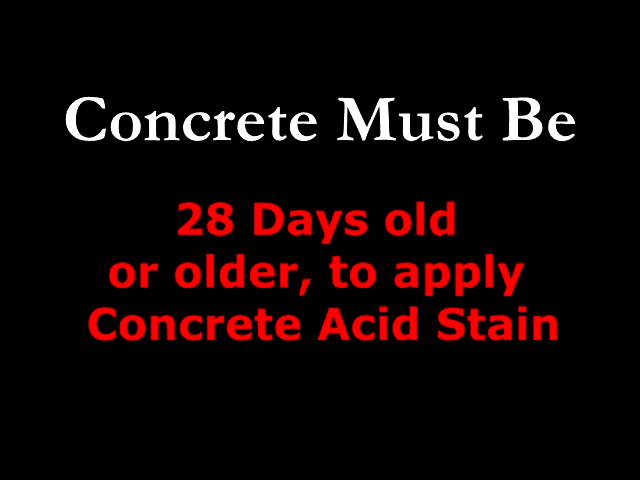 Concrete Must Be
28 Days old
or older, to apply
Concrete Acid Stain